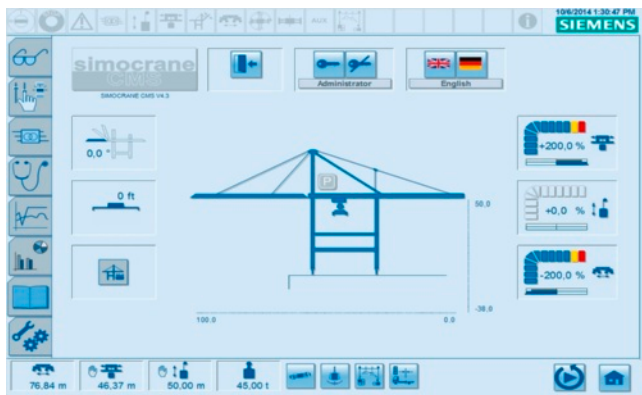 AUX
10/6/2014 1:30:47 PM
SIEMENS
simocrane
CGS
SIMOCRANE CMS V4.3
Administrator
English
0,0 °
+200,0 %
P
0 ft
50,0
+0,0 %
-200,0 %
-38,0
100,0
0.0
76,84 m
46,37 m
50,00 m
45,00 t